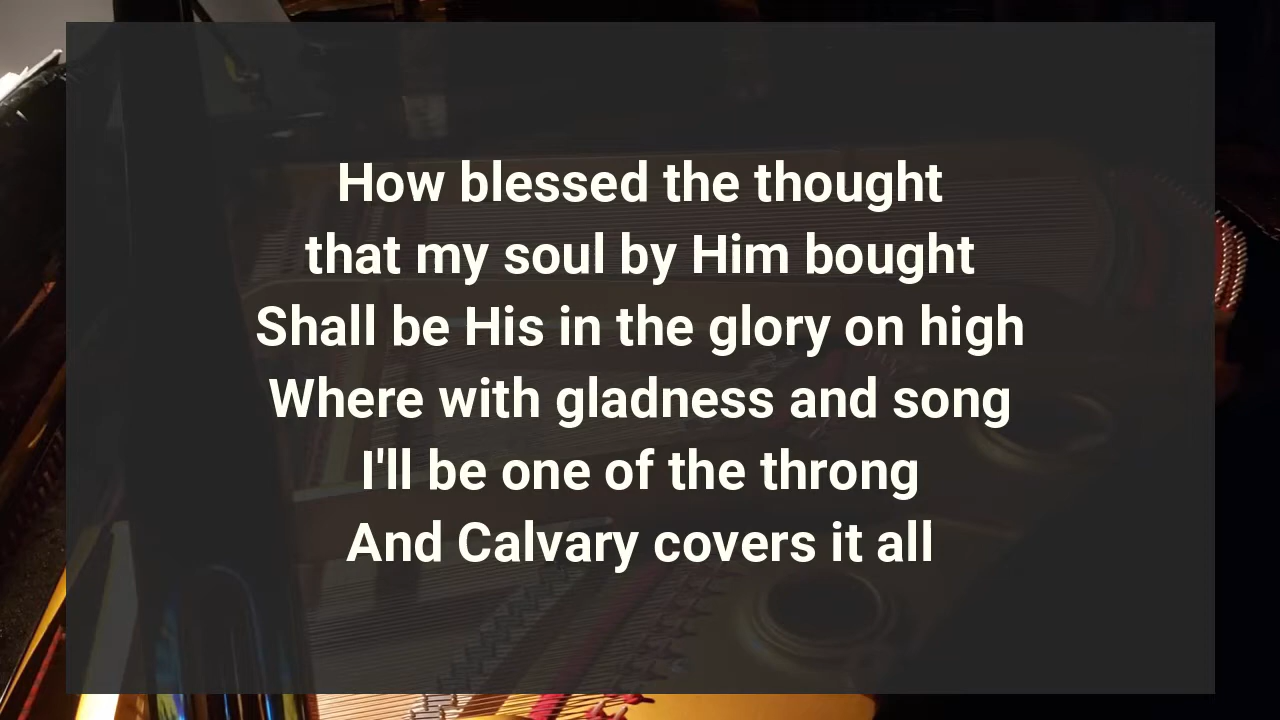 How blessed the thought
that my soul by Him bought
Shall be His in the glory on high
Where with gladness and song
I'll be one of the throng
And Calvary covers it all